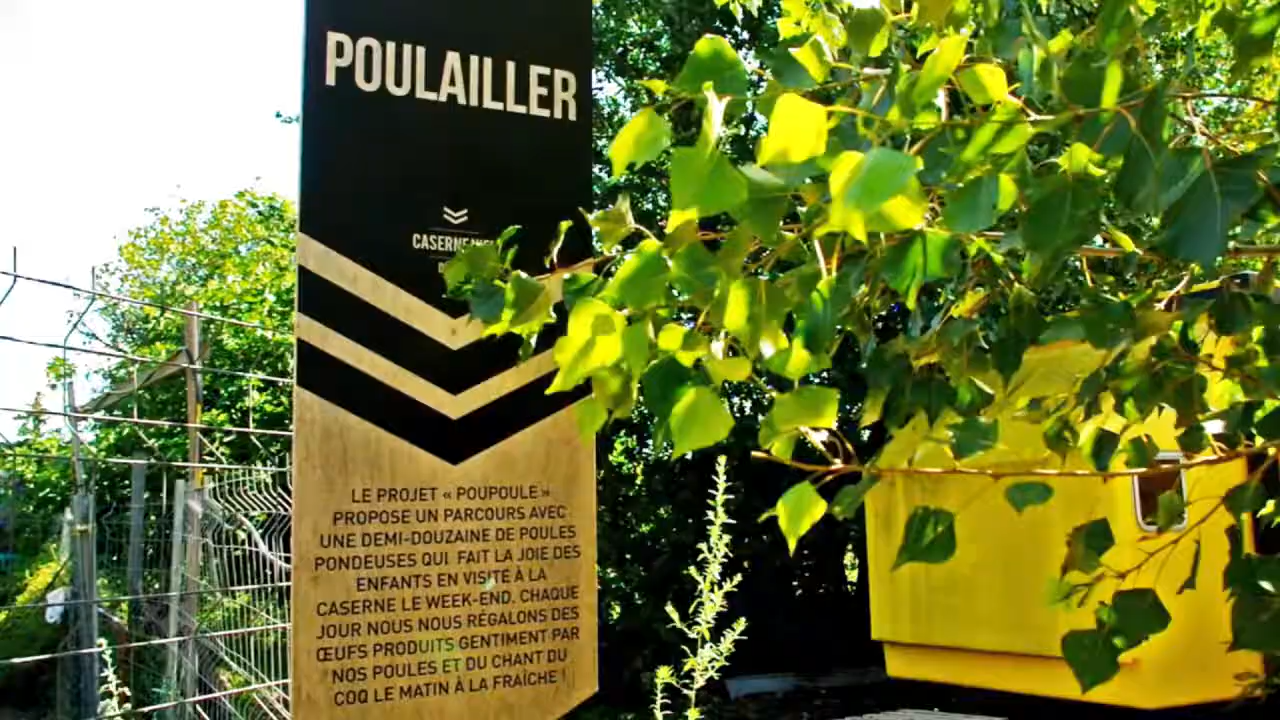 POULAILLER
CASERNE
LE PROJET « POUPOULE »
PROPOSE UN PARCOURS AVEC
UNE DEMI-DOUZAINE DE POULES
PONDEUSES QUI FAIT LA JOIE DES
ENFANTS EN VISITE À LA
CASERNE LE WEEK-END. CHAQUE
JOUR NOUS NOUS RÉGALONS DES
ŒUFS PRODUITS GENTIMENT PAR
NOS POULES ET DU CHANT DU
COQ LE MATIN À LA FRAÎCHE !